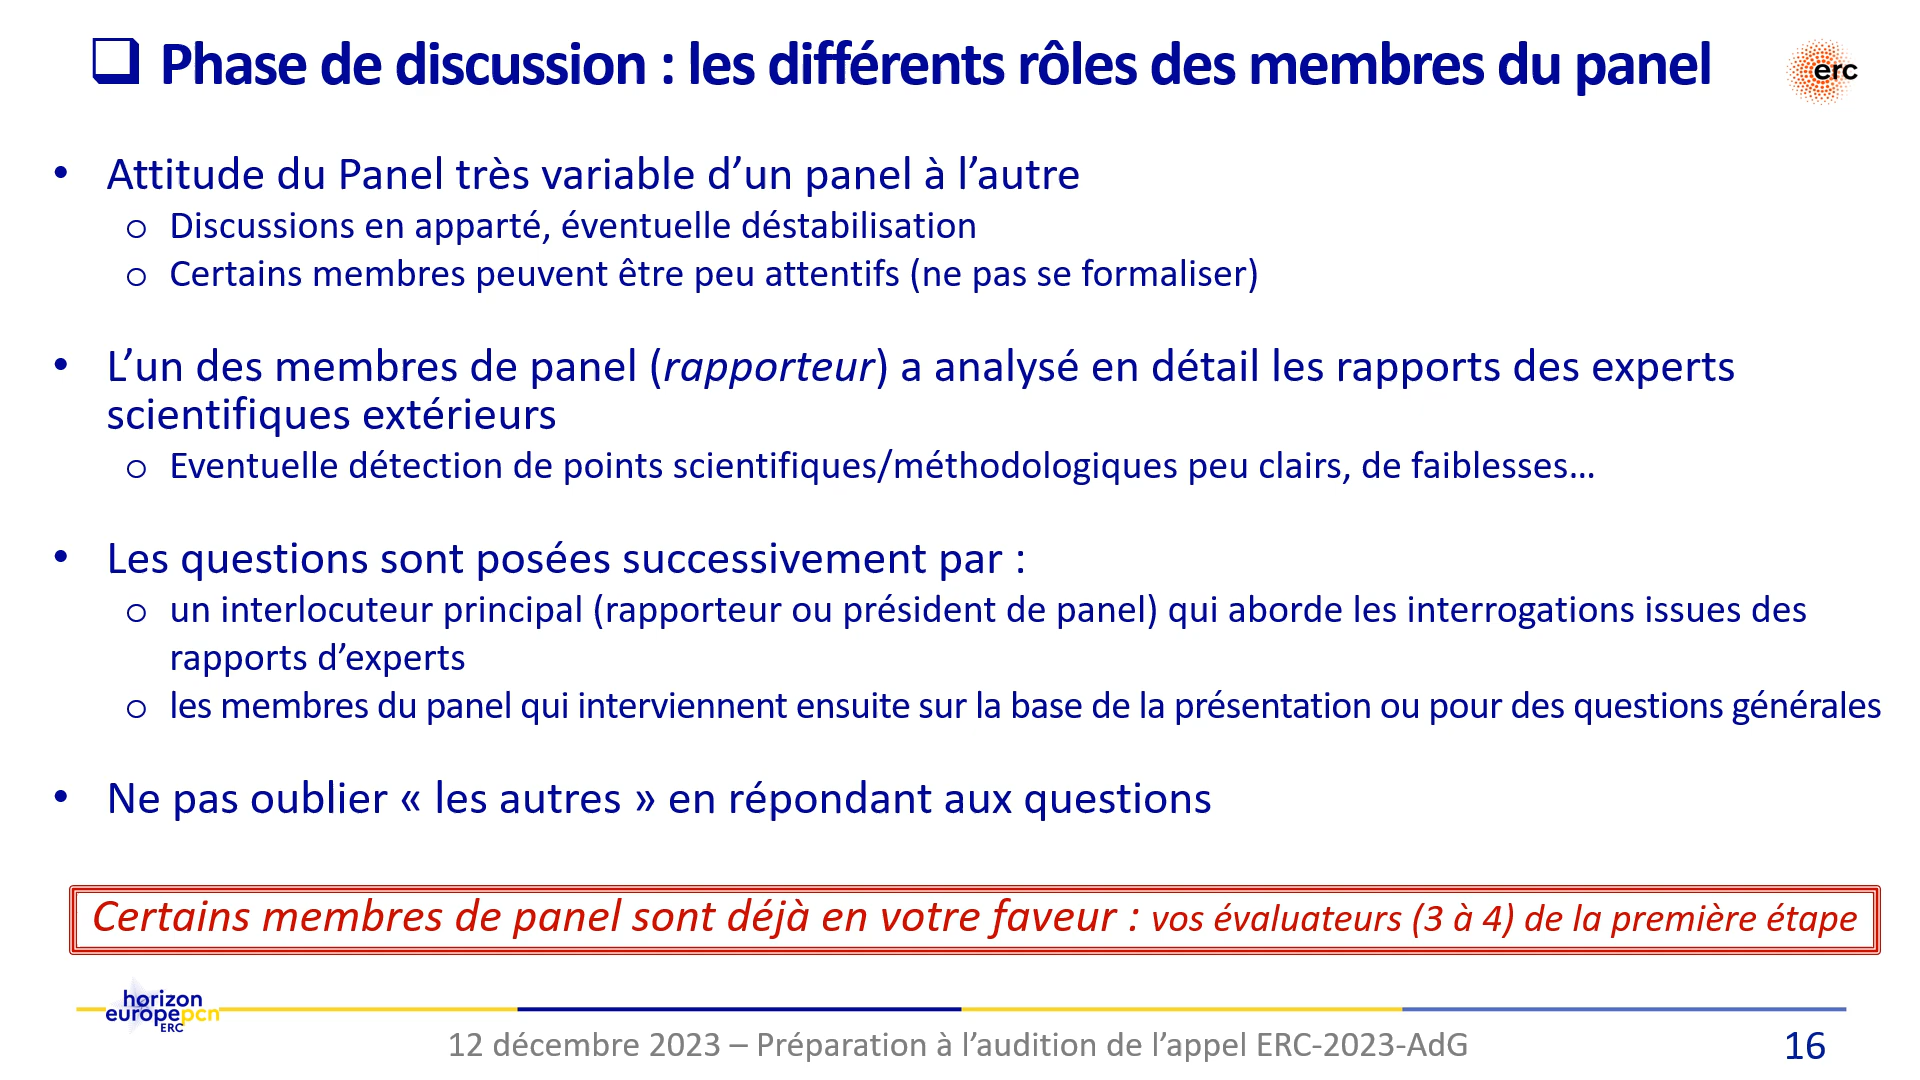 ❑ Phase de discussion : les différents rôles des membres du panel
erc
• Attitude du Panel très variable d’un panel à l’autre
o Discussions en apparté, éventuelle déstabilisation
o Certains membres peuvent être peu attentifs (ne pas se formaliser)
• L’un des membres de panel (rapporteur) a analysé en détail les rapports des experts
scientifiques extérieurs
o Eventuelle détection de points scientifiques/méthodologiques peu clairs, de faiblesses…
• Les questions sont posées successivement par :
o un interlocuteur principal (rapporteur ou président de panel) qui aborde les interrogations issues des
rapports d’experts
o les membres du panel qui interviennent ensuite sur la base de la présentation ou pour des questions générales
• Ne pas oublier « les autres » en répondant aux questions
Certains membres de panel sont déjà en votre faveur : vos évaluateurs (3 à 4) de la première étape
horizon
europepcn
ERC
12 décembre 2023 – Préparation à l’audition de l’appel ERC-2023-AdG
16